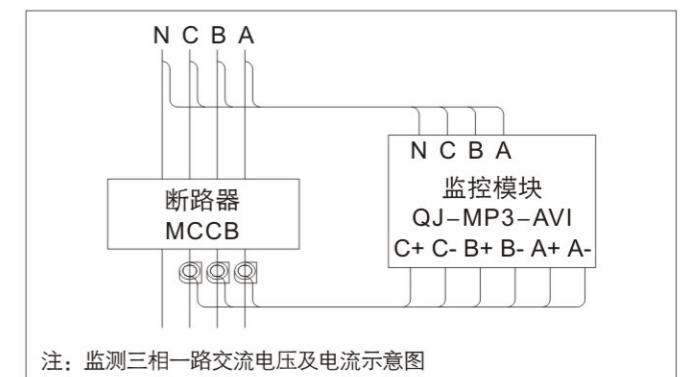 N C B A
N C B A
断路器
MCCB
监控模块
QJ-MP3-AVI
C+ C- B+ B- A+ A-
注：监测三相一路交流电压及电流示意图